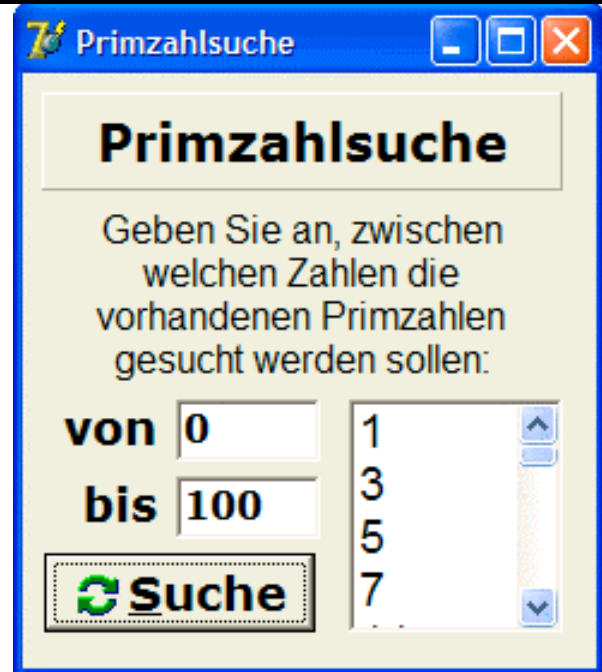 Primzahlsuche
Primzahlsuche
Geben Sie an, zwischen
welchen Zahlen die
vorhandenen Primzahlen
gesucht werden sollen:
von 0
bis 100
Suche
1
3
5
7